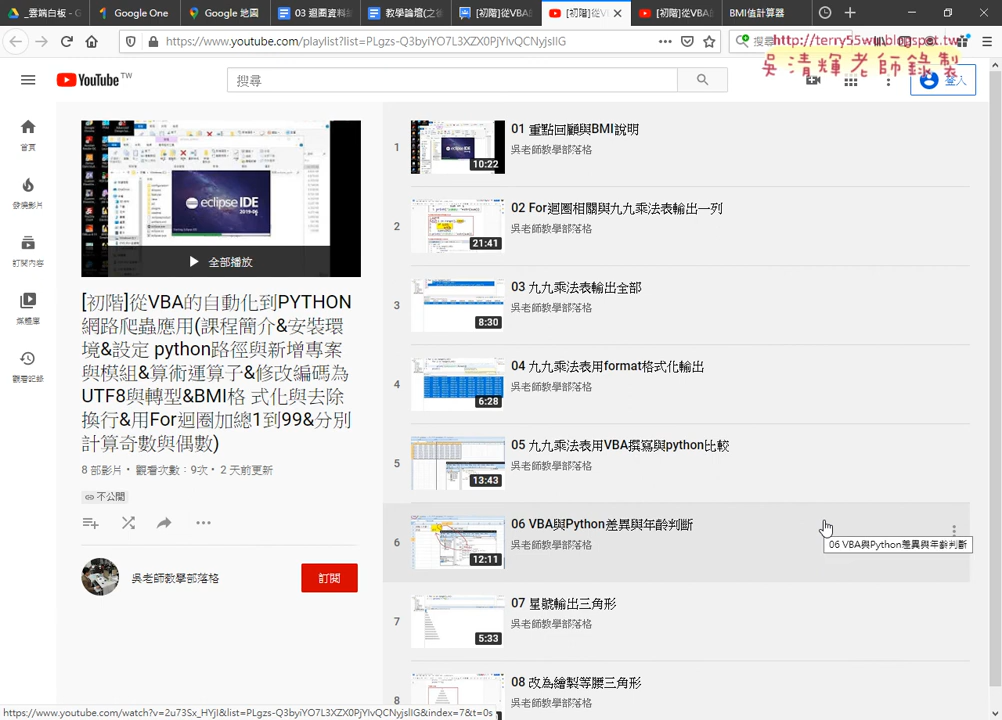 _雲端白板 - G
Google One
Google 地圖
03 迴圈資料
教學論壇(之後
[初階]從VBA
[初階]從V
[初階]從VBA
BMI值計算器
https://www.youtube.com/playlist?list=PLgzs-Q3byiYO7L3XZX0PJYlvQCNyjslIG
搜尋
http://terry55wu.blogspot.tw
吳清輝老師錄製
YouTube TW
搜尋
登入
首頁
發燒影片
訂閱內容
媒體庫
觀看記錄
eclipse IDE
2019-09
全部播放
[初階]從VBA的自動化到PYTHON
網路爬蟲應用(課程簡介&安裝環
境&設定 python路徑與新增專案
與模組&算術運算子&修改編碼為
UTF8與轉型&BMI格 式化與去除
換行&用For迴圈加總1到99&分別
計算奇數與偶數)
8 部影片・觀看次數：9次・2 天前更新
不公開
吳老師教學部落格
訂閱
1
10:22
01 重點回顧與BMI說明
吳老師教學部落格
2
21:41
02 For迴圈相關與九九乘法表輸出一列
吳老師教學部落格
3
8:30
03 九九乘法表輸出全部
吳老師教學部落格
4
6:28
04 九九乘法表用format格式化輸出
吳老師教學部落格
5
13:43
05 九九乘法表用VBA撰寫與python比較
吳老師教學部落格
6
12:11
06 VBA與Python差異與年齡判斷
吳老師教學部落格
06 VBA與Python差異與年齡判斷
7
5:33
07 星號輸出三角形
吳老師教學部落格
8
08 改為繪製等腰三角形
吳老師教學部落格
https://www.youtube.com/watch?v=2u73Sx_HYjI&list=PLgzs-Q3byiYO7L3XZX0PJYlvQCNyjslIG&index=7&t=0s